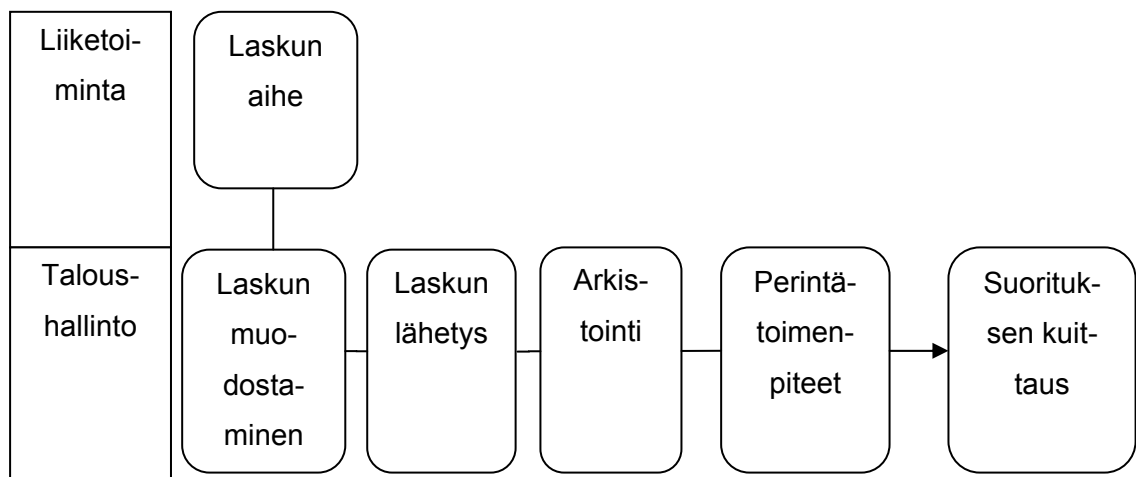 Liiketoi-
minta
Laskun
aihe
Talous-
hallinto
Laskun
muo-
dosta-
minen
Laskun
lähetys
Arkis-
tointi
Perintä-
toimen-
piteet
Suorituk-
sen kuit-
taus